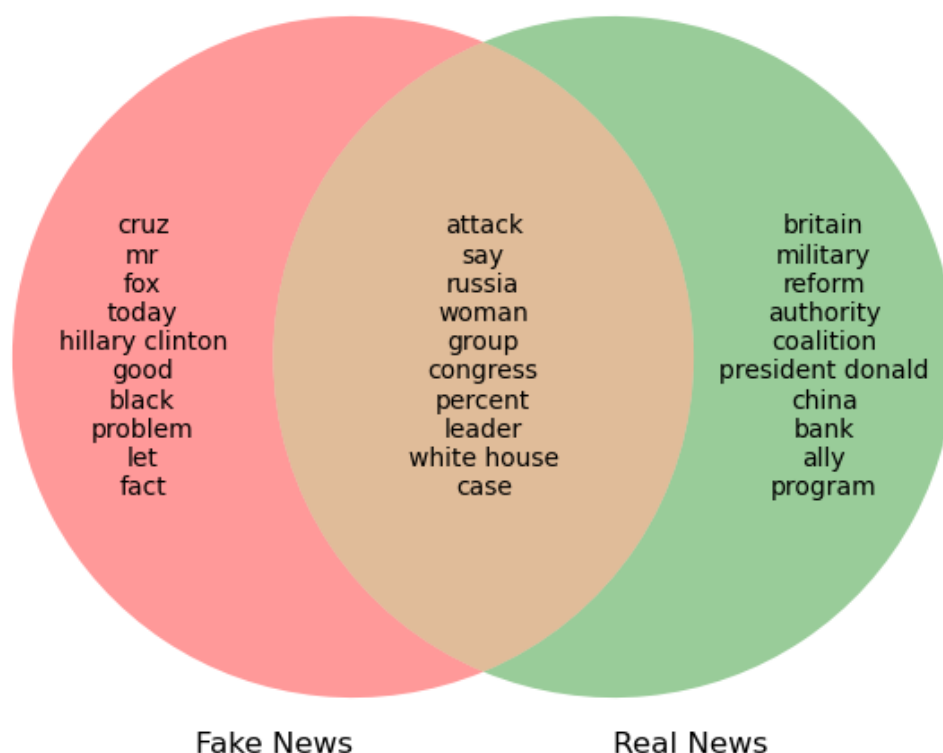 cruz
mr
fox
today
hillary clinton
good
black
problem
let
fact
attack
say
russia
woman
group
congress
percent
leader
white house
case
britain
military
reform
authority
coalition
president donald
china
bank
ally
program
Fake News
Real News